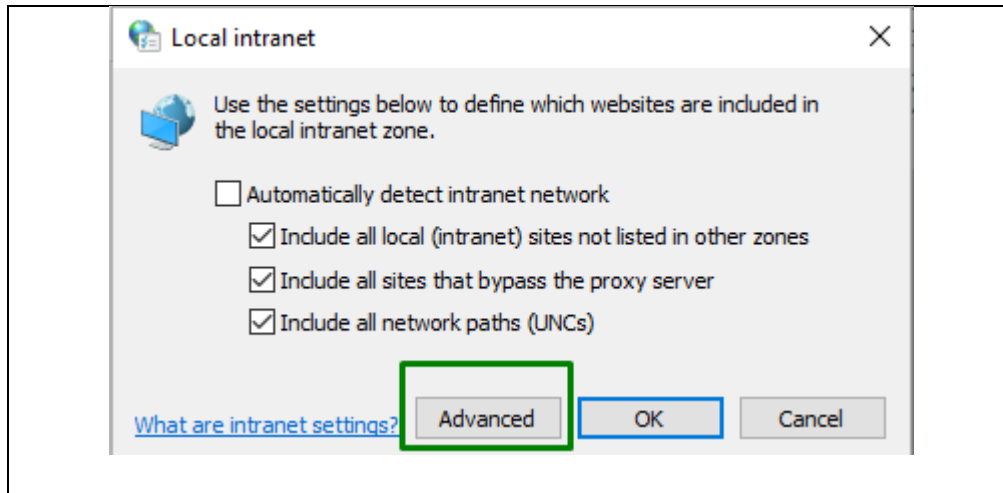 Local intranet
Use the settings below to define which websites are included in
the local intranet zone.
Automatically detect intranet network
Include all local (intranet) sites not listed in other zones
Include all sites that bypass the proxy server
Include all network paths (UNCs)
What are intranet settings? Advanced OK Cancel